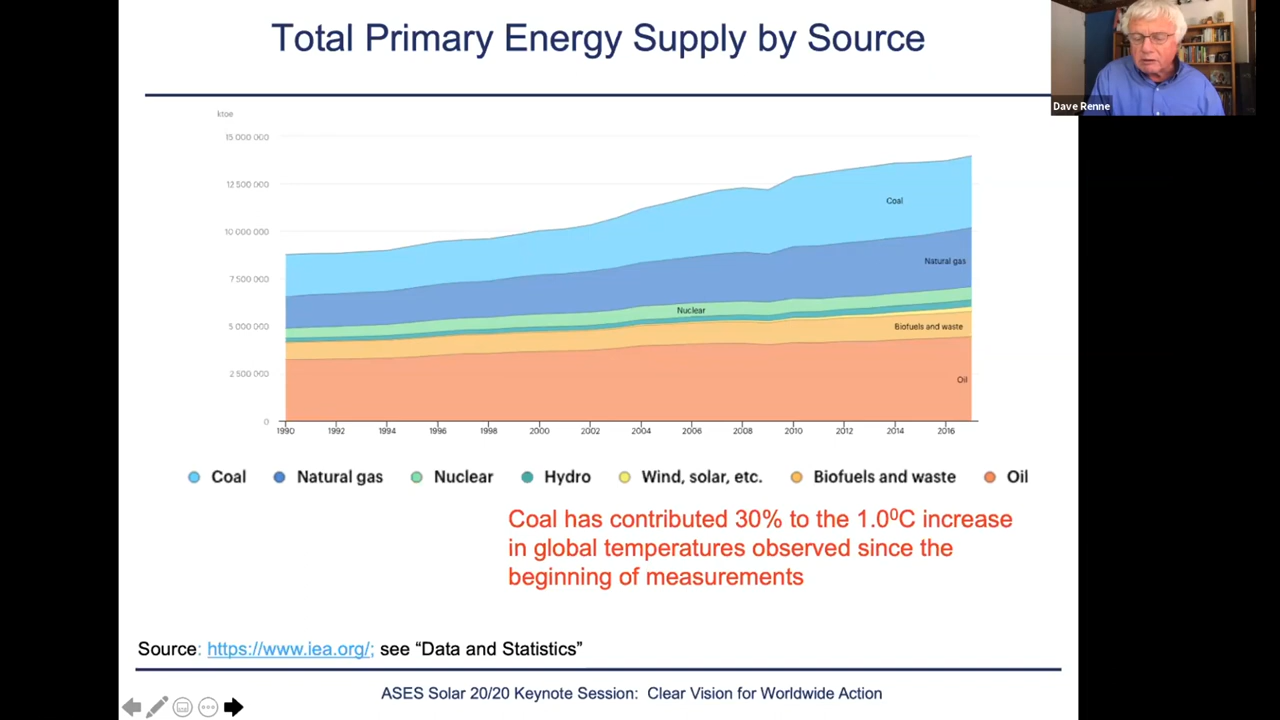 Total Primary Energy Supply by Source
Dave Renne
ktoe
15 000 000
12 500 000
10 000 000
7 500 000
5 000 000
2 500 000
0
Coal
Natural gas
Nuclear
Biofuels and waste
Oil
1990 1992 1994 1996 1998 2000 2002 2004 2006 2008 2010 2012 2014 2016
Coal Natural gas Nuclear Hydro Wind, solar, etc. Biofuels and waste Oil
Coal has contributed 30% to the 1.0⁰C increase
in global temperatures observed since the
beginning of measurements
Source: https://www.iea.org/; see “Data and Statistics”
ASES Solar 20/20 Keynote Session: Clear Vision for Worldwide Action